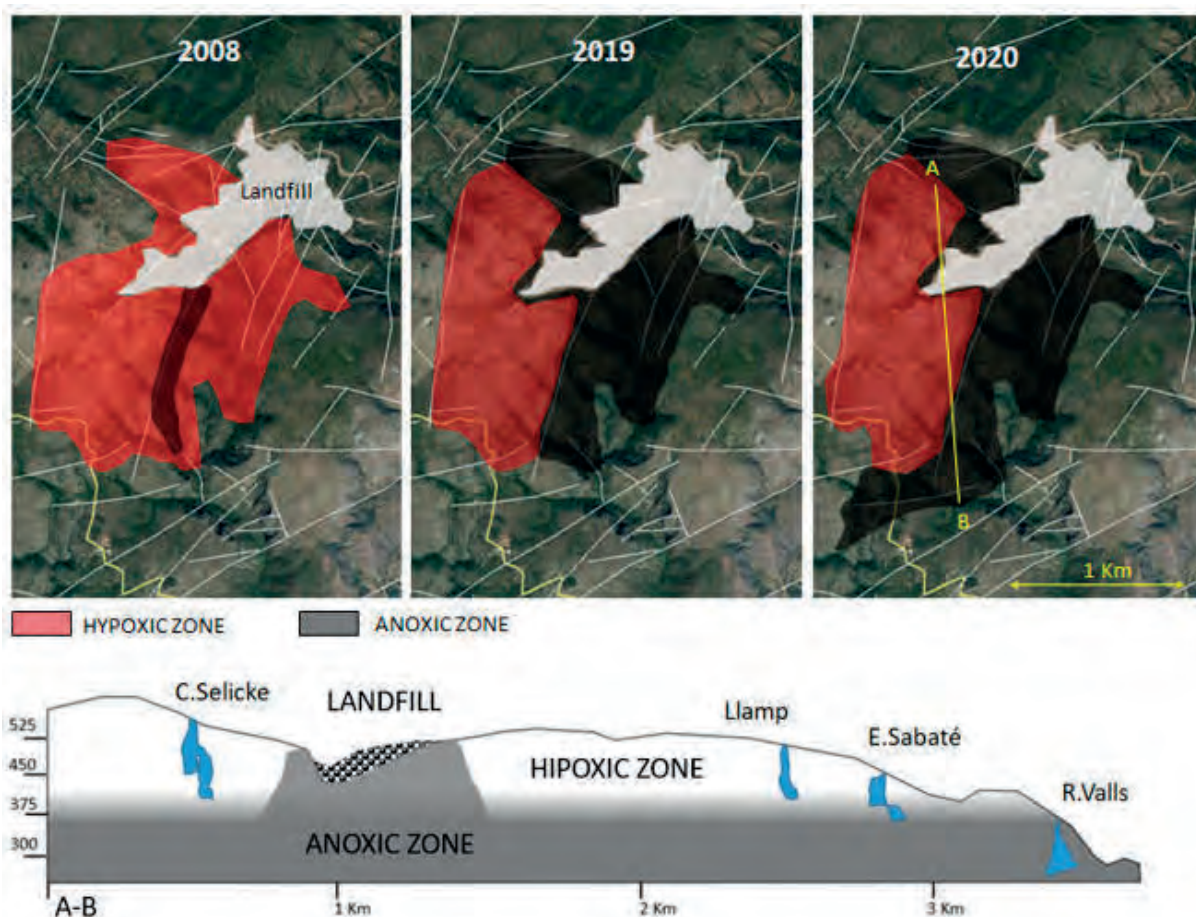 2008
2019
2020
Landfill
A
B
1 Km
HYPOXIC ZONE
ANOXIC ZONE
C.Selicke
LANDFILL
Llamp
E.Sabaté
R.Valls
HIPOXIC ZONE
ANOXIC ZONE
525
450
375
300
A-B
1 Km
2 Km
3 Km